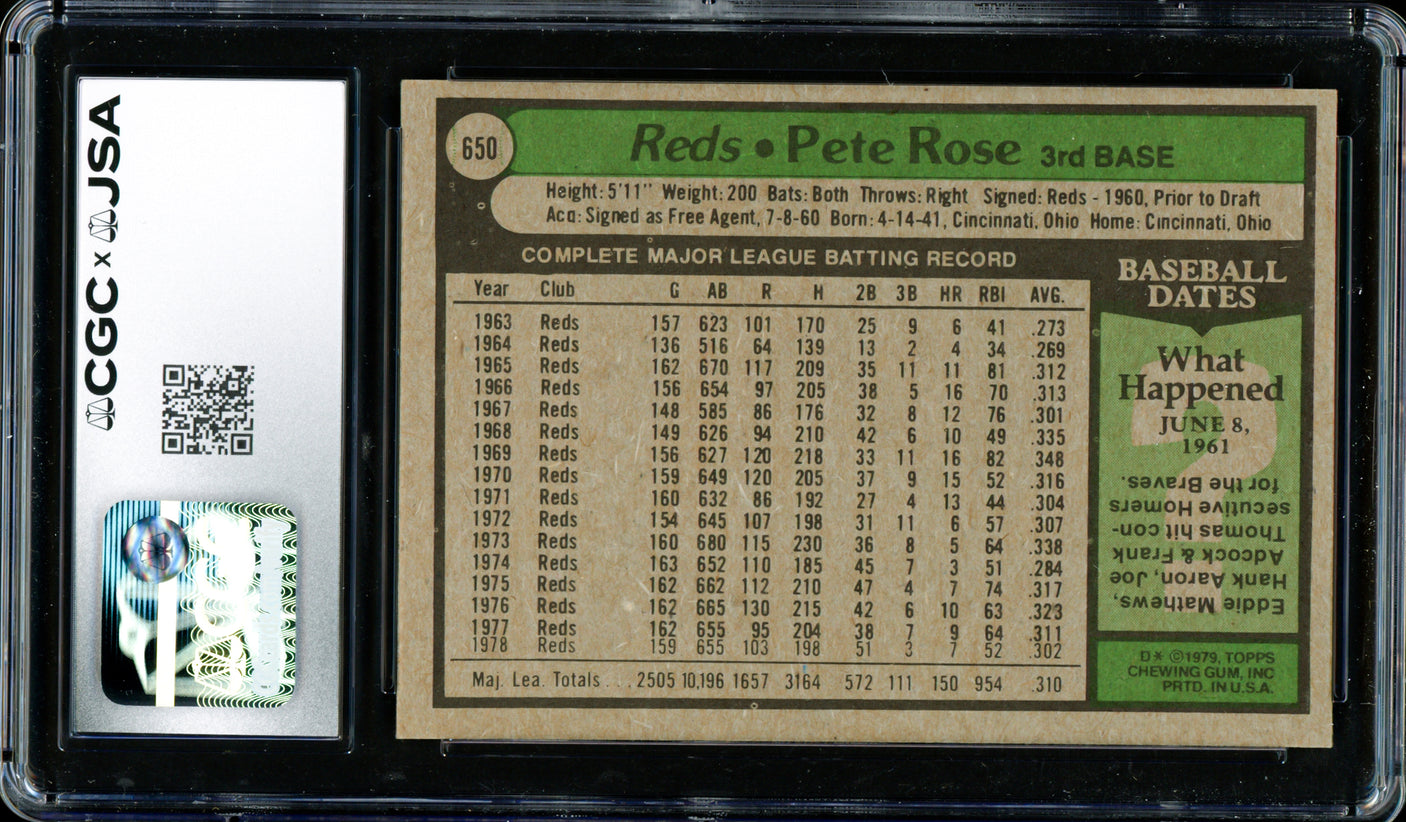 CGC x JSA
650
Reds • Pete Rose 3rd BASE
Height: 5'11" Weight: 200 Bats: Both Throws: Right Signed: Reds - 1960, Prior to Draft
Acq: Signed as Free Agent, 7-8-60 Born: 4-14-41, Cincinnati, Ohio Home: Cincinnati, Ohio
COMPLETE MAJOR LEAGUE BATTING RECORD
Year Club G AB R H 2B 3B HR RBI AVG.
1963 Reds 157 623 101 170 25 9 6 41 .273
1964 Reds 136 516 64 139 13 2 4 34 .269
1965 Reds 162 670 117 209 35 11 11 81 .312
1966 Reds 156 654 97 205 38 5 16 70 .313
1967 Reds 148 585 86 176 32 8 12 76 .301
1968 Reds 149 626 94 210 42 6 10 49 .335
1969 Reds 156 627 120 218 33 11 16 82 .348
1970 Reds 159 649 120 205 37 9 15 52 .316
1971 Reds 160 632 86 192 27 4 13 44 .304
1972 Reds 154 645 107 198 31 11 6 57 .307
1973 Reds 160 680 115 230 36 8 5 64 .338
1974 Reds 163 652 110 185 45 7 3 51 .284
1975 Reds 162 662 112 210 47 4 7 74 .317
1976 Reds 162 665 130 215 42 6 10 63 .323
1977 Reds 162 655 95 204 38 7 9 64 .311
1978 Reds 159 655 103 198 51 3 7 52 .302
Maj. Lea. Totals . . . 2505 10,196 1657 3164 572 111 150 954 .310
BASEBALL
DATES
What
Happened
JUNE 8,
1961
Eddie Mathews,
Hank Aaron, Joe
Adcock & Frank
Thomas hit con-
secutive Homers
for the Braves.
D* ©1979, TOPPS
CHEWING GUM, INC
PRTD. IN U.S.A.